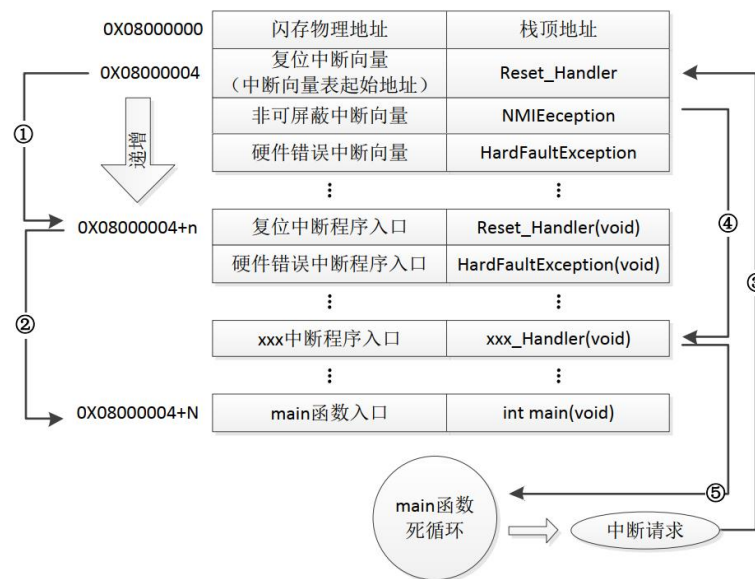 0X08000000 闪存物理地址 栈顶地址
0X08000004 复位中断向量 Reset_Handler
（中断向量表起始地址）
① 非可屏蔽中断向量 NMIEeception
递增 硬件错误中断向量 HardFaultException
⋮ ⋮
0X08000004+n 复位中断程序入口 Reset_Handler(void) ④
硬件错误中断程序入口 HardFaultException(void) ③
② ⋮ ⋮
xxx中断程序入口 xxx_Handler(void)
⋮ ⋮
0X08000004+N main函数入口 int main(void)
⑤
main函数
死循环 中断请求